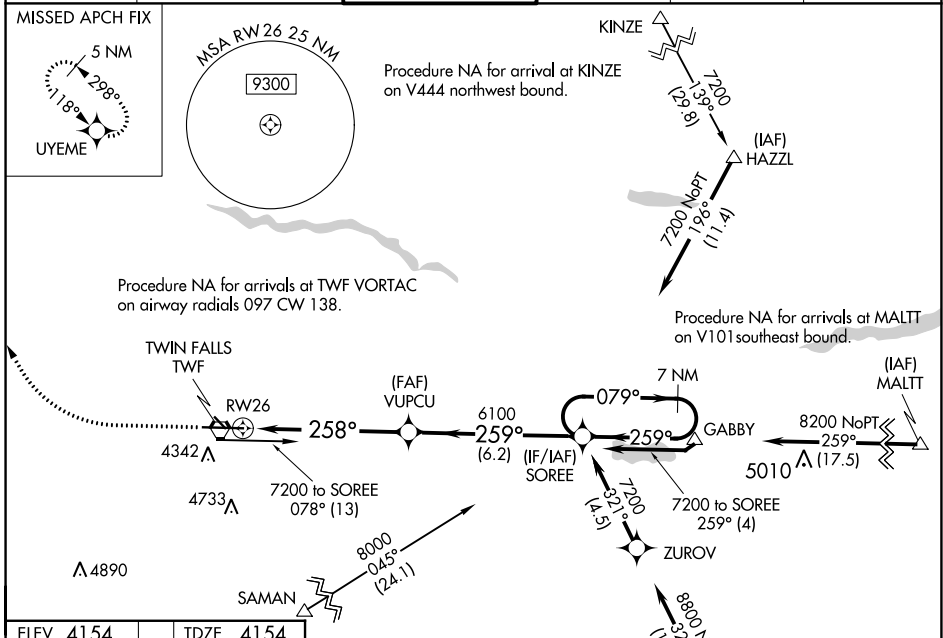 MISSED APCH FIX
5 NM
298°
118°
UYEME
MSA RW26 25 NM
9300
Procedure NA for arrival at KINZE
on V444 northwest bound.
KINZE
7200
139°
(29.8)
(IAF)
HAZZL
7200 NoPT
196°
(11.4)
Procedure NA for arrivals at TWF VORTAC
on airway radials 097 CW 138.
Procedure NA for arrivals at MALTT
on V101southeast bound.
TWIN FALLS
TWF
RW26
258°
(FAF)
VUPCU
6100
259°
(6.2)
(IF/IAF)
SOREE
079°
7 NM
259°
GABBY
(IAF)
MALTT
8200 NoPT
259°
(17.5)
5010
4342
7200 to SOREE
078° (13)
7200 to SOREE
259° (4)
4733
7200
321°
(4.5)
ZUROV
4890
8000
045°
(24.1)
SAMAN
8800
ELEV 4154
TDZE 4154